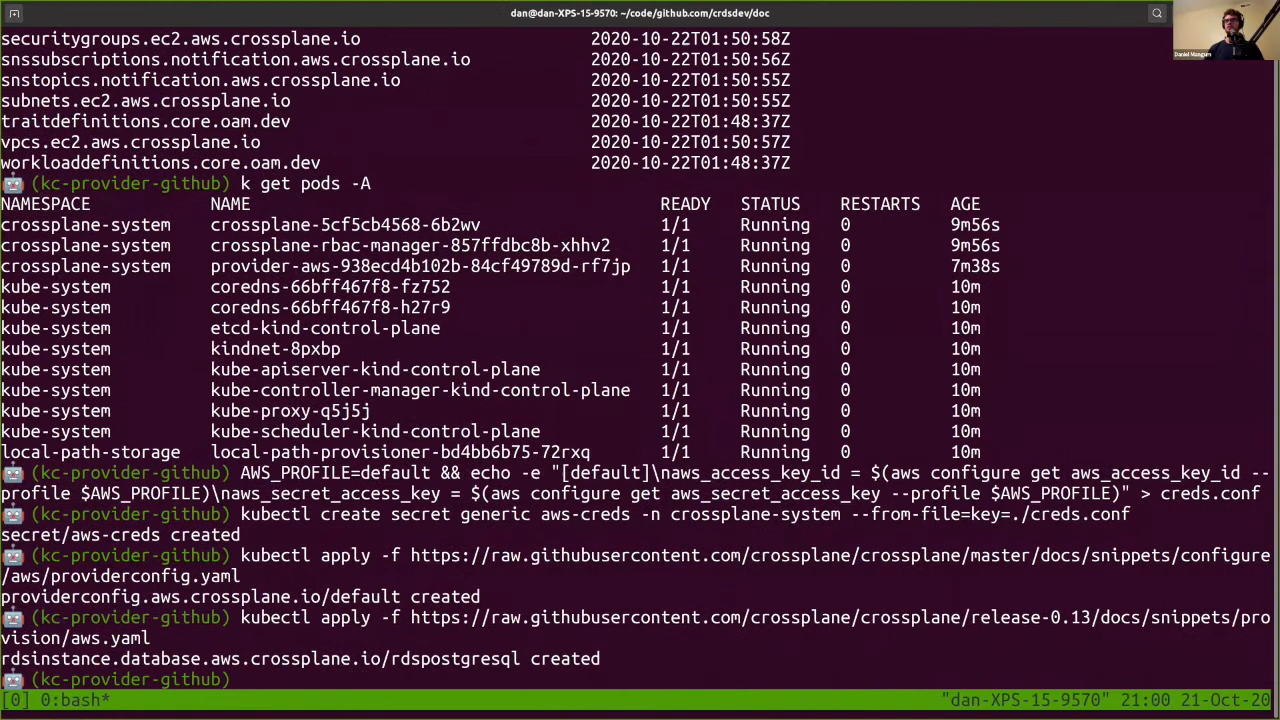 dan@dan-XPS-15-9570: ~/code/github.com/crdsdev/doc
Daniel Mangum
securitygroups.ec2.aws.crossplane.io 2020-10-22T01:50:58Z
snssubscriptions.notification.aws.crossplane.io 2020-10-22T01:50:56Z
snstopics.notification.aws.crossplane.io 2020-10-22T01:50:55Z
subnets.ec2.aws.crossplane.io 2020-10-22T01:50:55Z
traitdefinitions.core.oam.dev 2020-10-22T01:48:37Z
vpcs.ec2.aws.crossplane.io 2020-10-22T01:50:57Z
workloaddefinitions.core.oam.dev 2020-10-22T01:48:37Z
(kc-provider-github) k get pods -A
NAMESPACE NAME READY STATUS RESTARTS AGE
crossplane-system crossplane-5cf5cb4568-6b2wv 1/1 Running 0 9m56s
crossplane-system crossplane-rbac-manager-857ffdbc8b-xhhv2 1/1 Running 0 9m56s
crossplane-system provider-aws-938ecd4b102b-84cf49789d-rf7jp 1/1 Running 0 7m38s
kube-system coredns-66bff467f8-fz752 1/1 Running 0 10m
kube-system coredns-66bff467f8-h27r9 1/1 Running 0 10m
kube-system etcd-kind-control-plane 1/1 Running 0 10m
kube-system kindnet-8pxbp 1/1 Running 0 10m
kube-system kube-apiserver-kind-control-plane 1/1 Running 0 10m
kube-system kube-controller-manager-kind-control-plane 1/1 Running 0 10m
kube-system kube-proxy-q5j5j 1/1 Running 0 10m
kube-system kube-scheduler-kind-control-plane 1/1 Running 0 10m
local-path-storage local-path-provisioner-bd4bb6b75-72rxq 1/1 Running 0 10m
(kc-provider-github) AWS_PROFILE=default && echo -e "[default]\naws_access_key_id = $(aws configure get aws_access_key_id --
profile $AWS_PROFILE)\naws_secret_access_key = $(aws configure get aws_secret_access_key --profile $AWS_PROFILE)" > creds.conf
(kc-provider-github) kubectl create secret generic aws-creds -n crossplane-system --from-file=key=./creds.conf
secret/aws-creds created
(kc-provider-github) kubectl apply -f https://raw.githubusercontent.com/crossplane/crossplane/master/docs/snippets/configure
/aws/providerconfig.yaml
providerconfig.aws.crossplane.io/default created
(kc-provider-github) kubectl apply -f https://raw.githubusercontent.com/crossplane/crossplane/release-0.13/docs/snippets/pro
vision/aws.yaml
rdsinstance.database.aws.crossplane.io/rdspostgresql created
(kc-provider-github)
[0] 0:bash* "dan-XPS-15-9570" 21:00 21-Oct-20